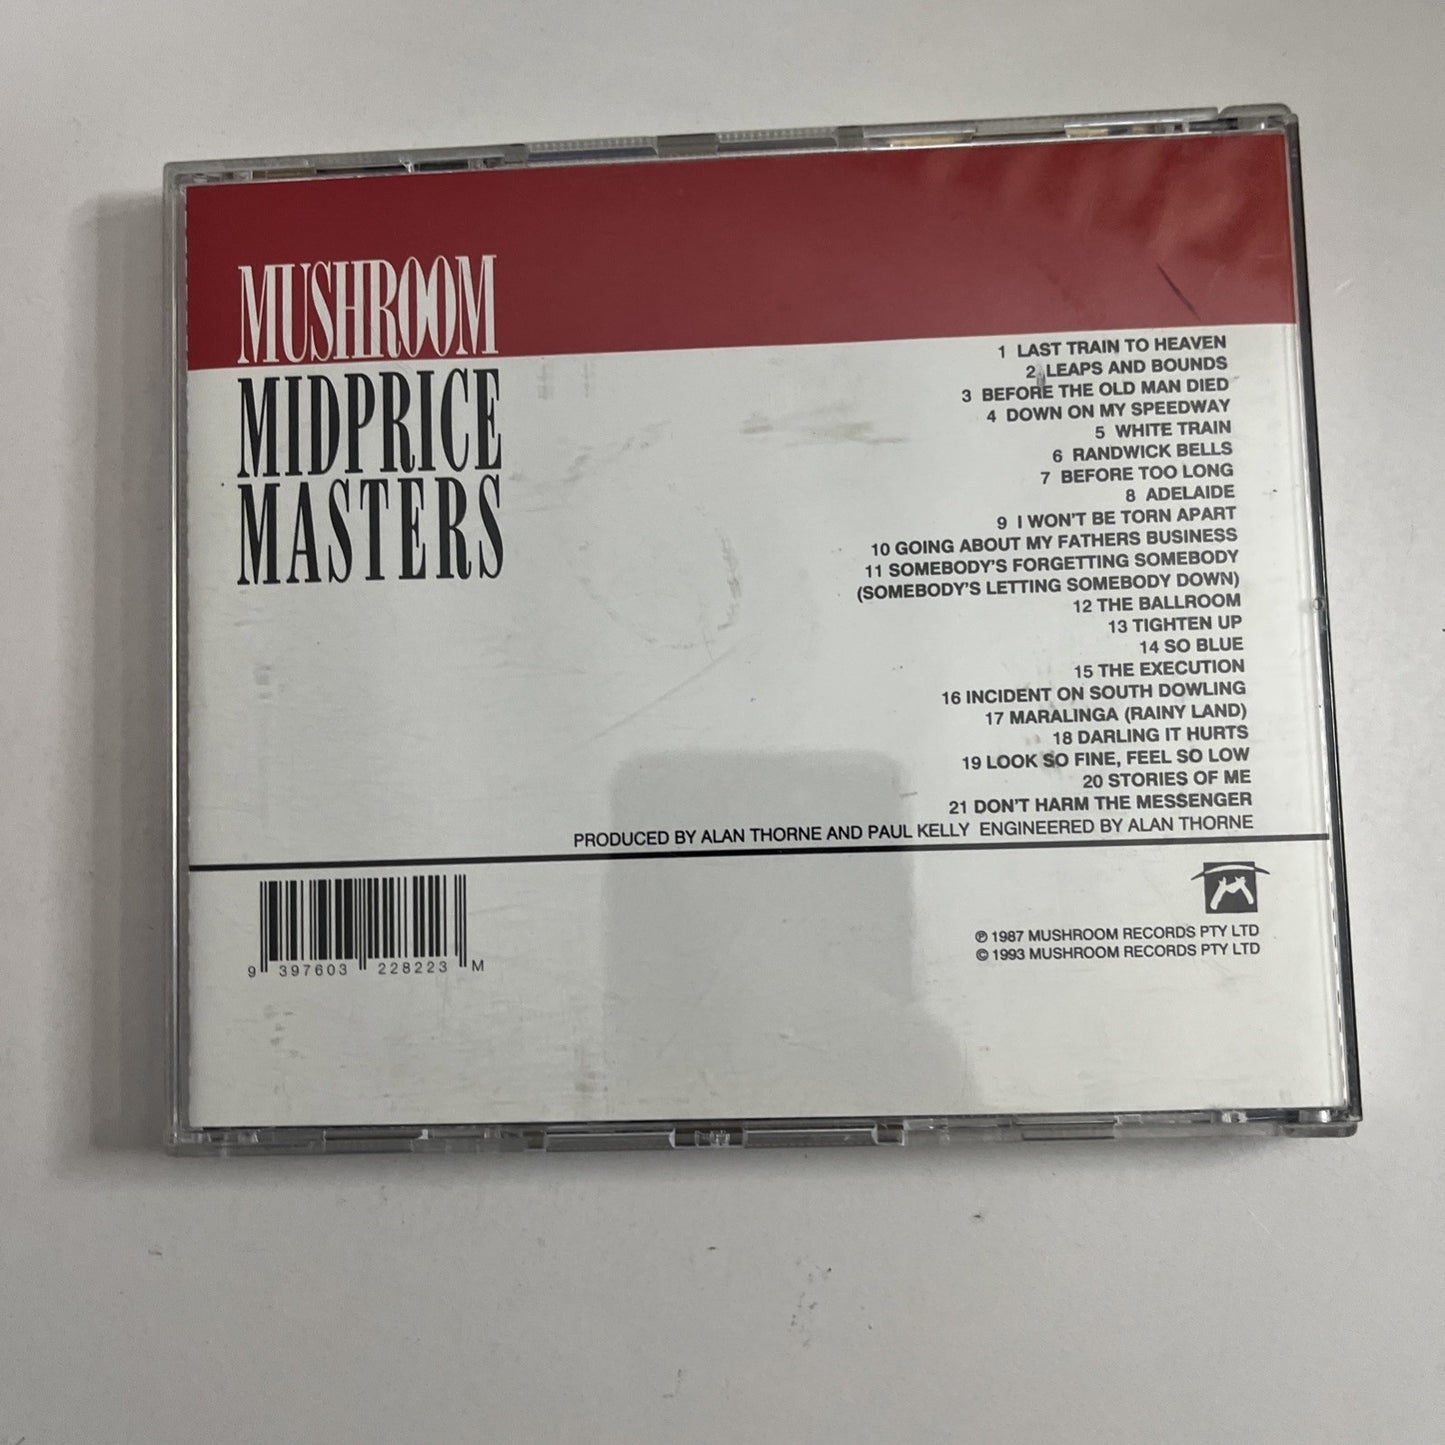 MUSHROOM
MIDPRICE
MASTERS
1 LAST TRAIN TO HEAVEN
2 LEAPS AND BOUNDS
3 BEFORE THE OLD MAN DIED
4 DOWN ON MY SPEEDWAY
5 WHITE TRAIN
6 RANDWICK BELLS
7 BEFORE TOO LONG
8 ADELAIDE
9 I WON'T BE TORN APART
10 GOING ABOUT MY FATHERS BUSINESS
11 SOMEBODY'S FORGETTING SOMEBODY
(SOMEBODY'S LETTING SOMEBODY DOWN)
12 THE BALLROOM
13 TIGHTEN UP
14 SO BLUE
15 THE EXECUTION
16 INCIDENT ON SOUTH DOWLING
17 MARALINGA (RAINY LAND)
18 DARLING IT HURTS
19 LOOK SO FINE, FEEL SO LOW
20 STORIES OF ME
21 DON'T HARM THE MESSENGER
PRODUCED BY ALAN THORNE AND PAUL KELLY ENGINEERED BY ALAN THORNE
9 397603 228223 M
℗ 1987 MUSHROOM RECORDS PTY LTD
© 1993 MUSHROOM RECORDS PTY LTD